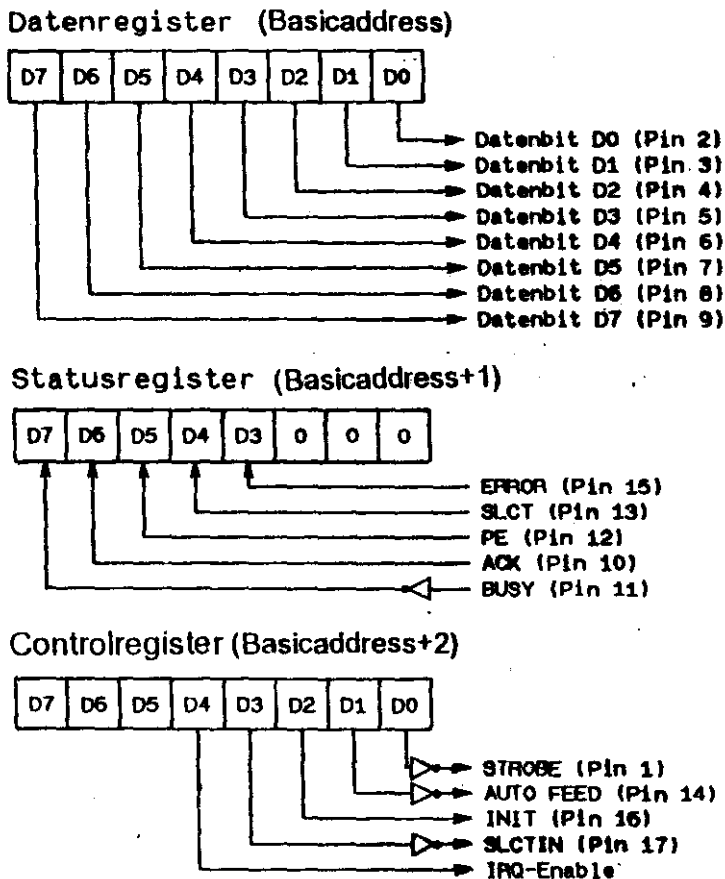 Datenregister (Basicaddress)
D7 D6 D5 D4 D3 D2 D1 D0
Datenbit D0 (Pin 2)
Datenbit D1 (Pin 3)
Datenbit D2 (Pin 4)
Datenbit D3 (Pin 5)
Datenbit D4 (Pin 6)
Datenbit D5 (Pin 7)
Datenbit D6 (Pin 8)
Datenbit D7 (Pin 9)
Statusregister (Basicaddress+1)
D7 D6 D5 D4 D3 0 0 0
ERROR (Pin 15)
SLCT (Pin 13)
PE (Pin 12)
ACK (Pin 10)
BUSY (Pin 11)
Controlregister (Basicaddress+2)
D7 D6 D5 D4 D3 D2 D1 D0
STROBE (Pin 1)
AUTO FEED (Pin 14)
INIT (Pin 16)
SLCTIN (Pin 17)
IRQ-Enable